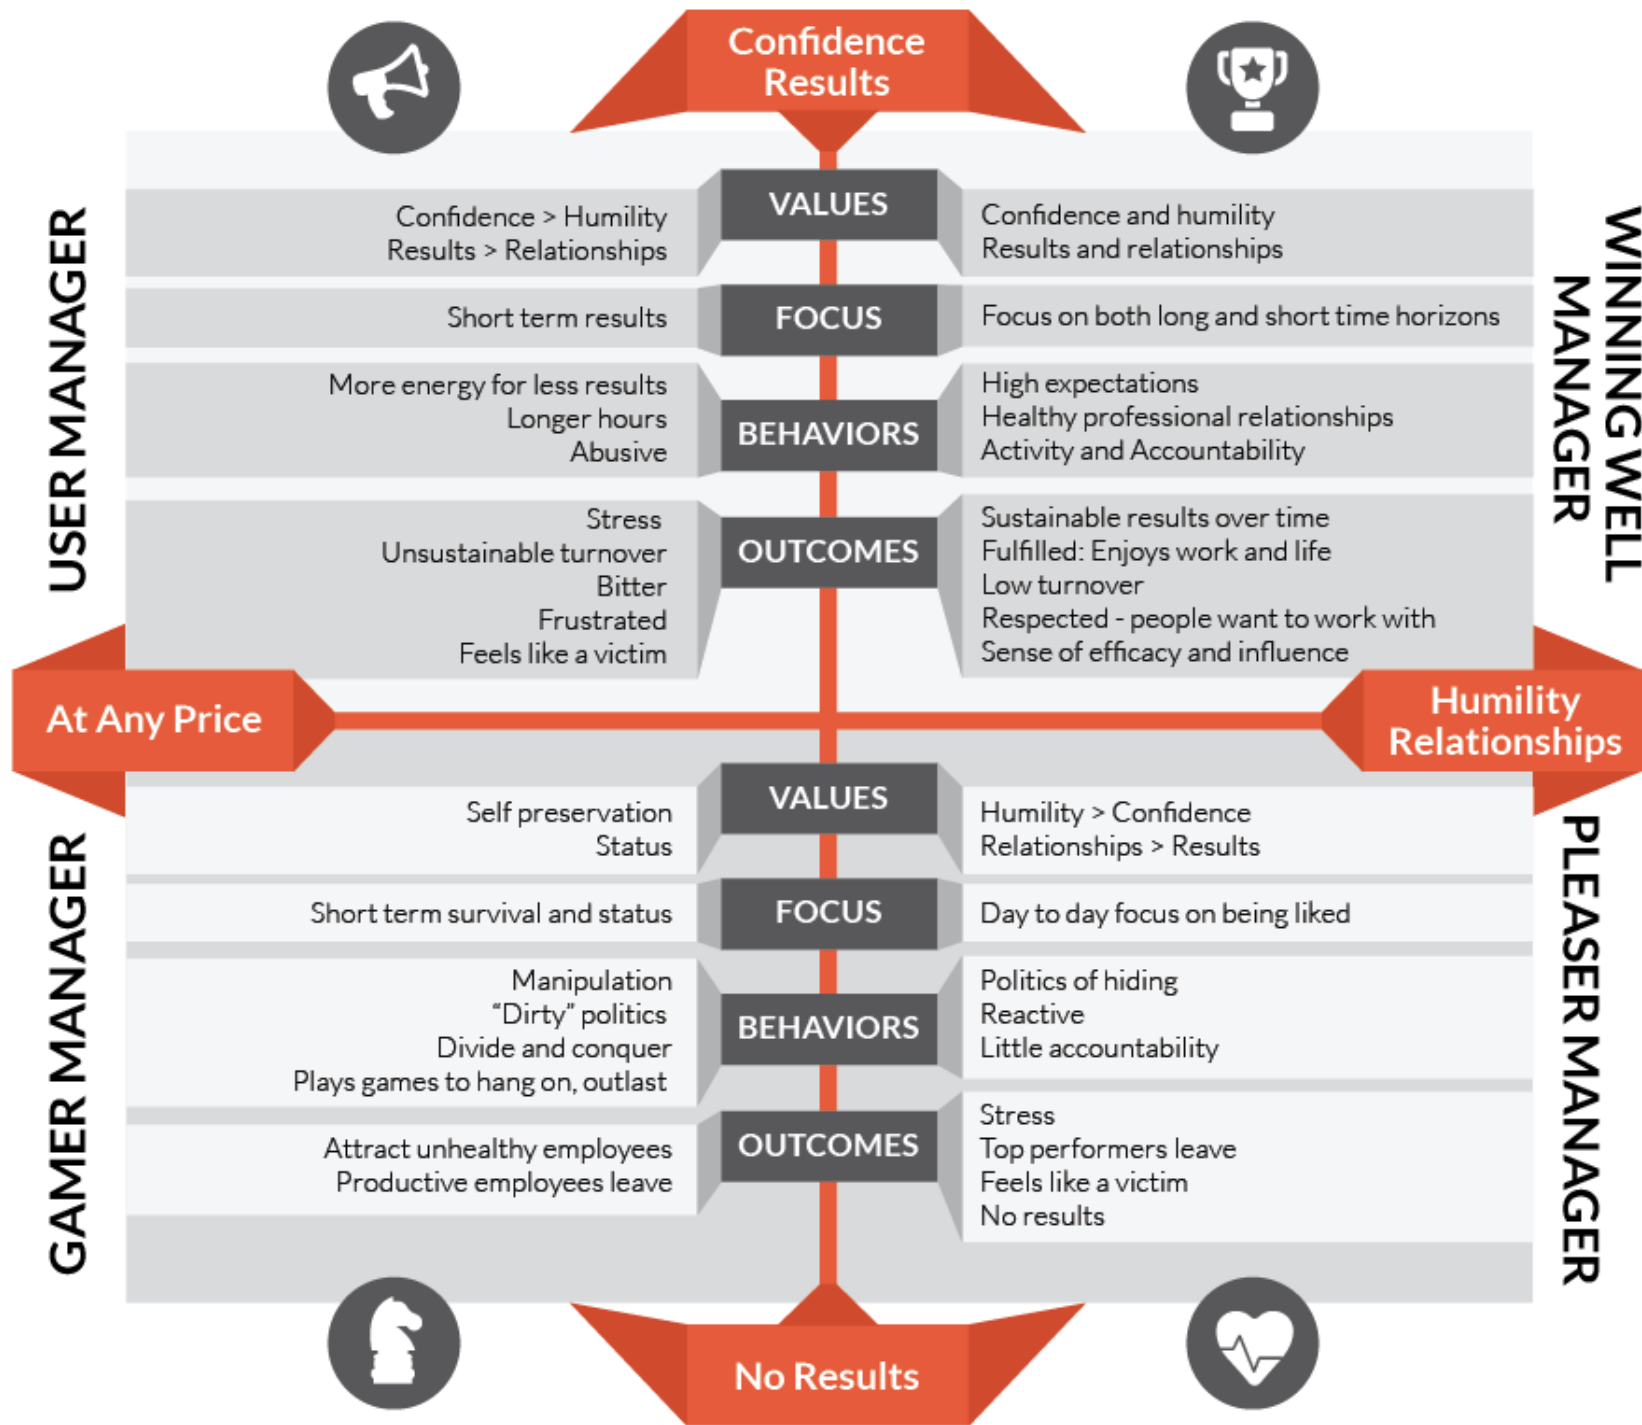 Confidence
Results
USER MANAGER
VALUES
Confidence > Humility
Results > Relationships
FOCUS
Short term results
BEHAVIORS
More energy for less results
Longer hours
Abusive
OUTCOMES
Stress
Unsustainable turnover
Bitter
Frustrated
Feels like a victim
WINNING WELL
MANAGER
Confidence and humility
Results and relationships
Focus on both long and short time horizons
High expectations
Healthy professional relationships
Activity and Accountability
Sustainable results over time
Fulfilled: Enjoys work and life
Low turnover
Respected - people want to work with
Sense of efficacy and influence
At Any Price
Humility
Relationships
GAMER MANAGER
VALUES
Self preservation
Status
FOCUS
Short term survival and status
BEHAVIORS
Manipulation
“Dirty” politics
Divide and conquer
Plays games to hang on, outlast
OUTCOMES
Attract unhealthy employees
Productive employees leave
PLEASER MANAGER
Humility > Confidence
Relationships > Results
Day to day focus on being liked
Politics of hiding
Reactive
Little accountability
Stress
Top performers leave
Feels like a victim
No results
No Results